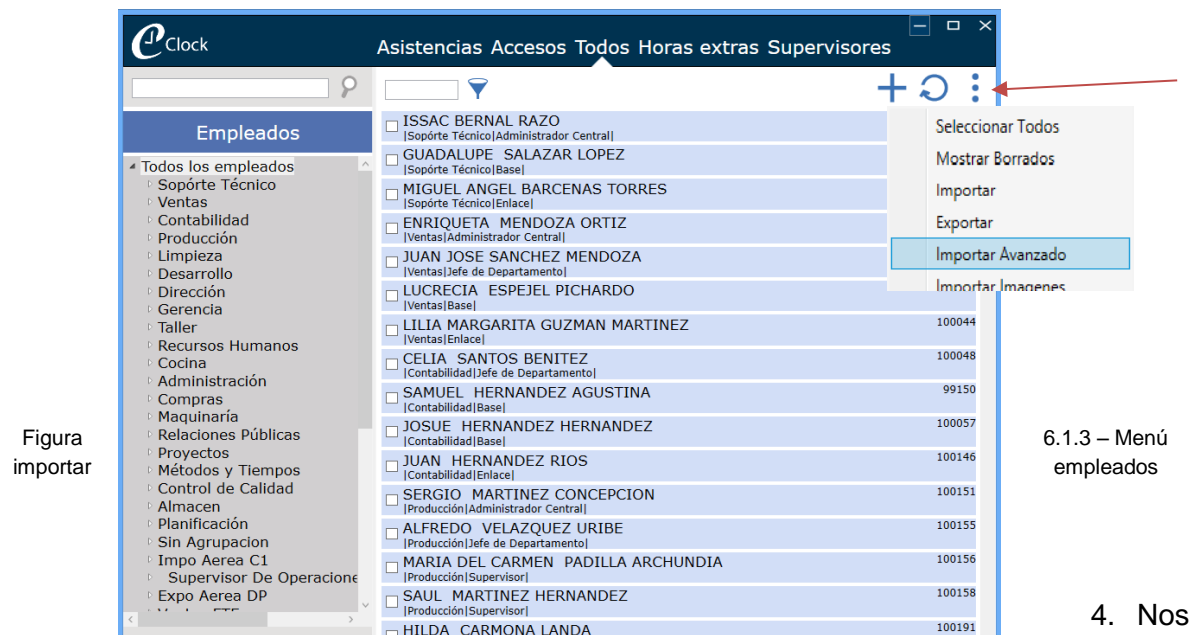 eClock
Asistencias Accesos Todos Horas extras Supervisores
Empleados
Todos los empleados
Sopórte Técnico
Ventas
Contabilidad
Producción
Limpieza
Desarrollo
Dirección
Gerencia
Taller
Recursos Humanos
Cocina
Administración
Compras
Maquinaría
Relaciones Públicas
Proyectos
Métodos y Tiempos
Control de Calidad
Almacen
Planificación
Sin Agrupacion
Impo Aerea C1
Supervisor De Operacione
Expo Aerea DP
ISSAC BERNAL RAZO
|Sopórte Técnico|Administrador Central|
GUADALUPE SALAZAR LOPEZ
|Sopórte Técnico|Base|
MIGUEL ANGEL BARCENAS TORRES
|Sopórte Técnico|Enlace|
ENRIQUETA MENDOZA ORTIZ
|Ventas|Administrador Central|
JUAN JOSE SANCHEZ MENDOZA
|Ventas|Jefe de Departamento|
LUCRECIA ESPEJEL PICHARDO
|Ventas|Base|
LILIA MARGARITA GUZMAN MARTINEZ 100044
|Ventas|Enlace|
CELIA SANTOS BENITEZ 100048
|Contabilidad|Jefe de Departamento|
SAMUEL HERNANDEZ AGUSTINA 99150
|Contabilidad|Base|
JOSUE HERNANDEZ HERNANDEZ 100057
|Contabilidad|Base|
JUAN HERNANDEZ RIOS 100146
|Contabilidad|Enlace|
SERGIO MARTINEZ CONCEPCION 100151
|Producción|Administrador Central|
ALFREDO VELAZQUEZ URIBE 100155
|Producción|Jefe de Departamento|
MARIA DEL CARMEN PADILLA ARCHUNDIA 100156
|Producción|Supervisor|
SAUL MARTINEZ HERNANDEZ 100158
|Producción|Supervisor|
HILDA CARMONA LANDA 100191
Seleccionar Todos
Mostrar Borrados
Importar
Exportar
Importar Avanzado
Importar Imagenes
Figura 6.1.3 – Menú
importar empleados
4. Nos